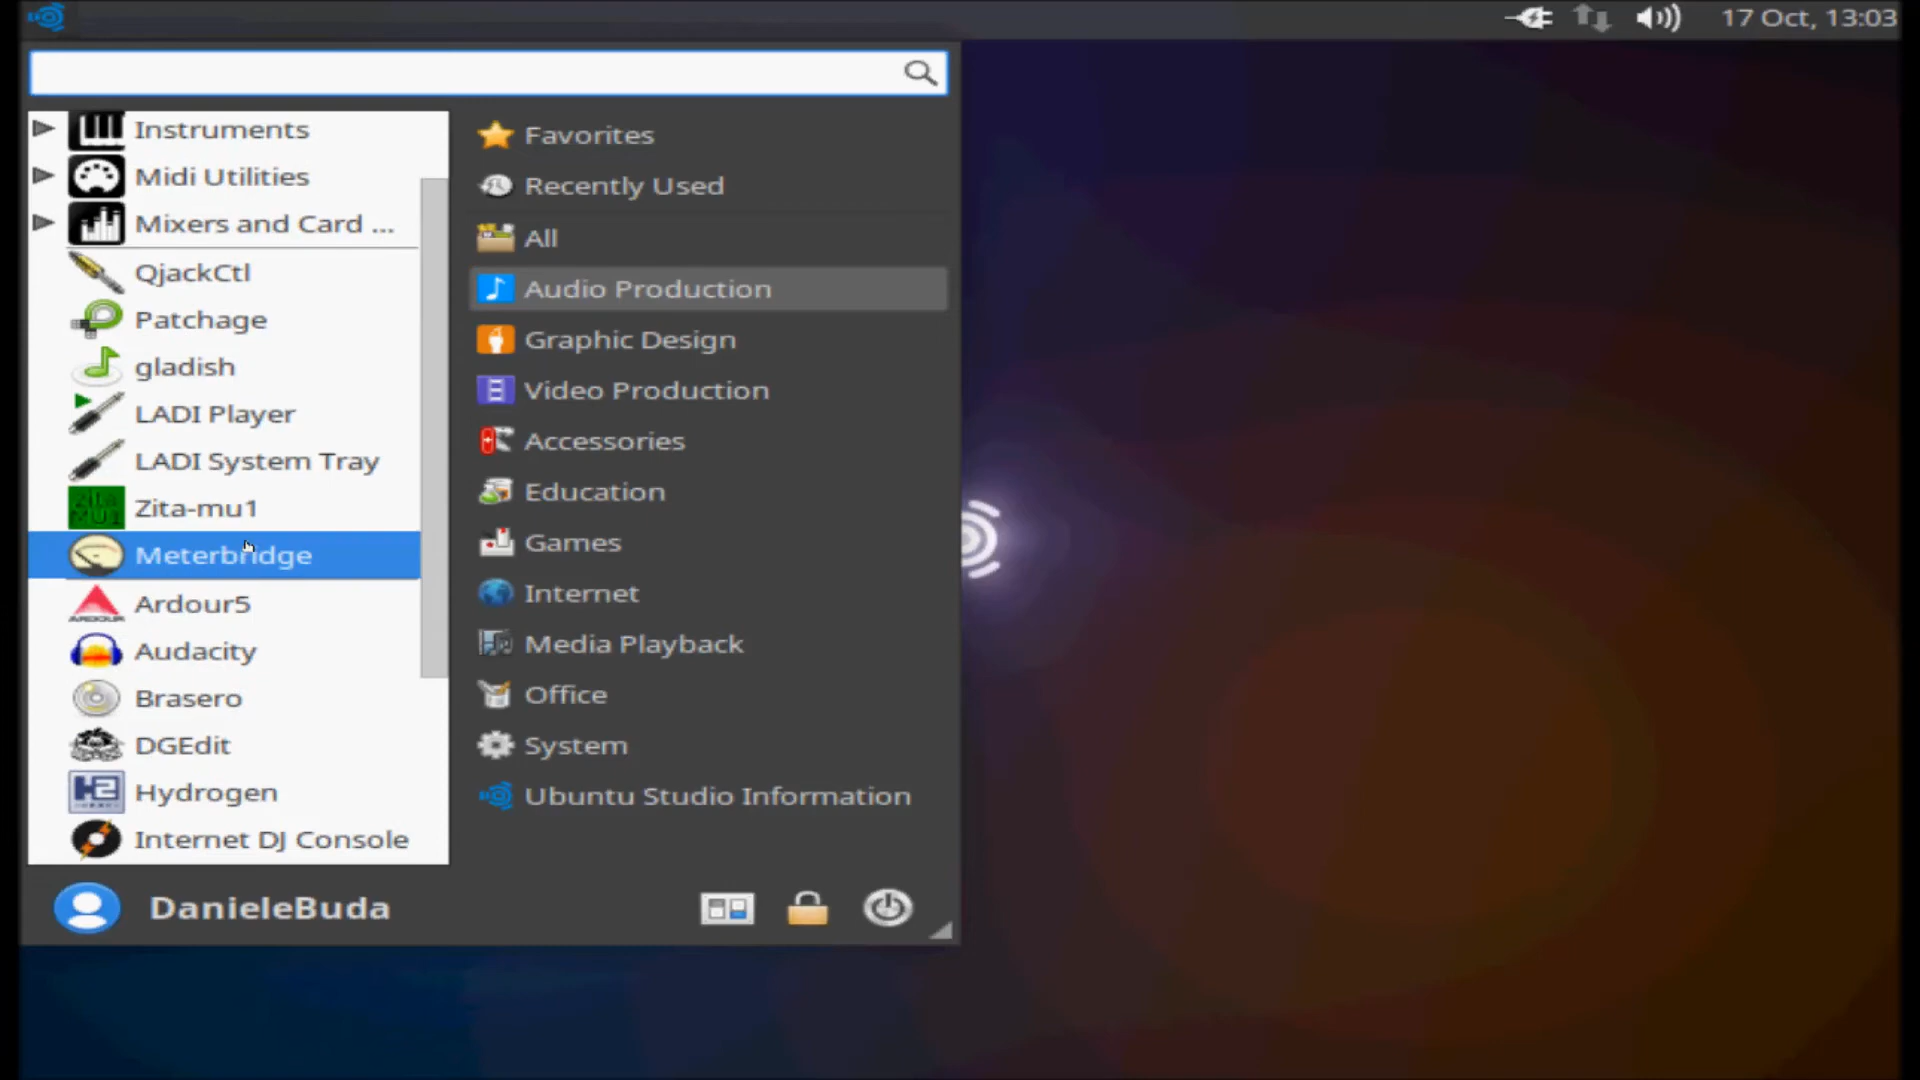 17 Oct, 13:03
Instruments
Midi Utilities
Mixers and Card ...
QjackCtl
Patchage
gladish
LADI Player
LADI System Tray
Zita-mu1
Meterbridge
Ardour5
Audacity
Brasero
DGEdit
Hydrogen
Internet DJ Console
Favorites
Recently Used
All
Audio Production
Graphic Design
Video Production
Accessories
Education
Games
Internet
Media Playback
Office
System
Ubuntu Studio Information
DanieleBuda